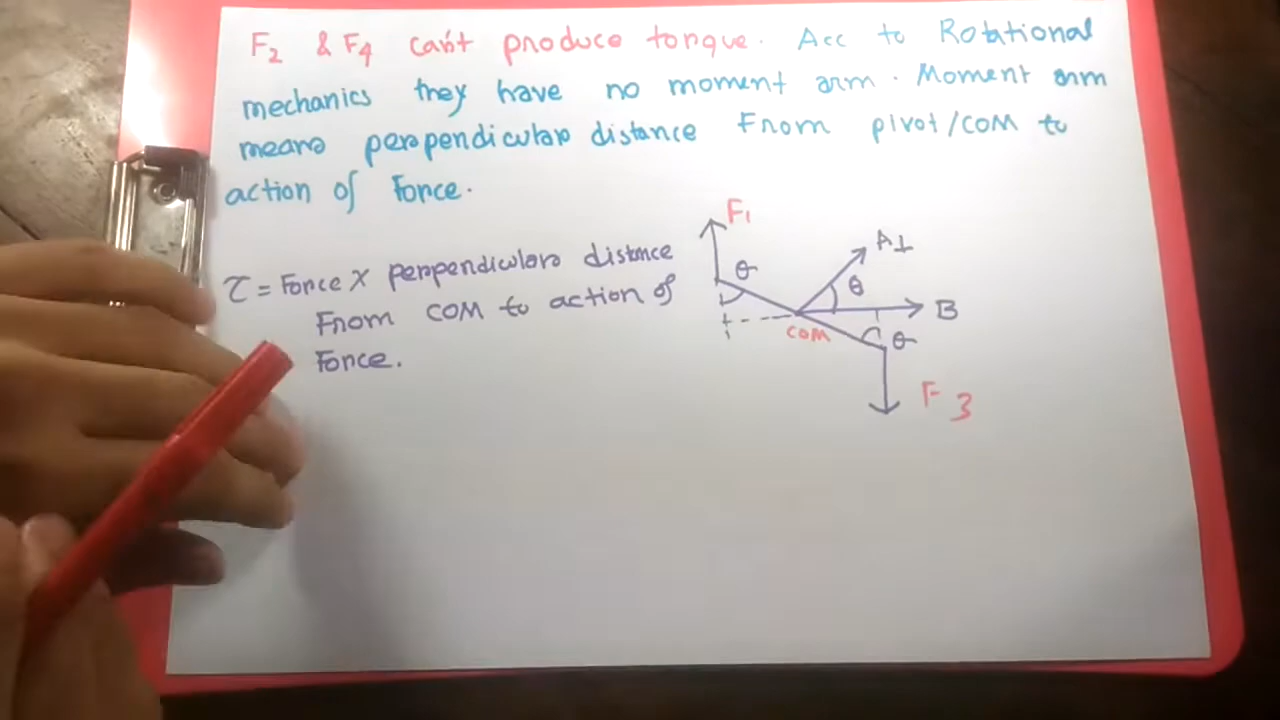 F₂ & F₄ can't produce torque. Acc to Rotational
mechanics they have no moment arm. Moment arm
means perpendicular distance From pivot/COM to
action of Force.
τ = Force X perpendicular distance
From COM to action of
Force.
F₁
θ
A⊥
θ
B
COM
θ
F 3